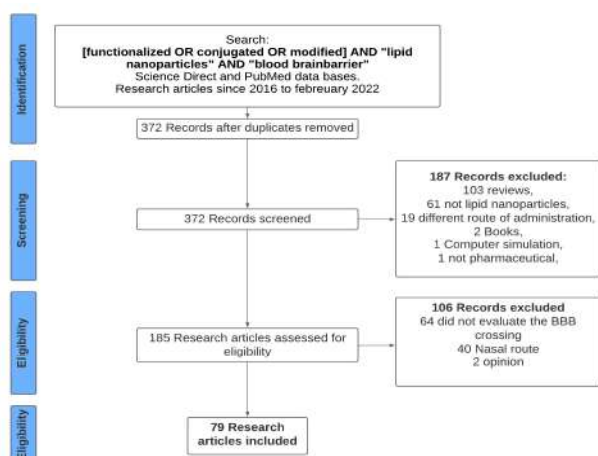 Identification
Search:
[functionalized OR conjugated OR modified] AND "lipid
nanoparticles" AND "blood brainbarrier"
Science Direct and PubMed data bases.
Research articles since 2016 to febreuary 2022
372 Records after duplicates removed
Screening
372 Records screened
187 Records excluded:
103 reviews,
61 not lipid nanoparticles,
19 different route of administration,
2 Books,
1 Computer simulation,
1 not pharmaceutical,
Eligibility
185 Research articles assessed for
eligibility
106 Records excluded
64 did not evaluate the BBB
crossing
40 Nasal route
2 opinion
Eligibility
79 Research
articles included